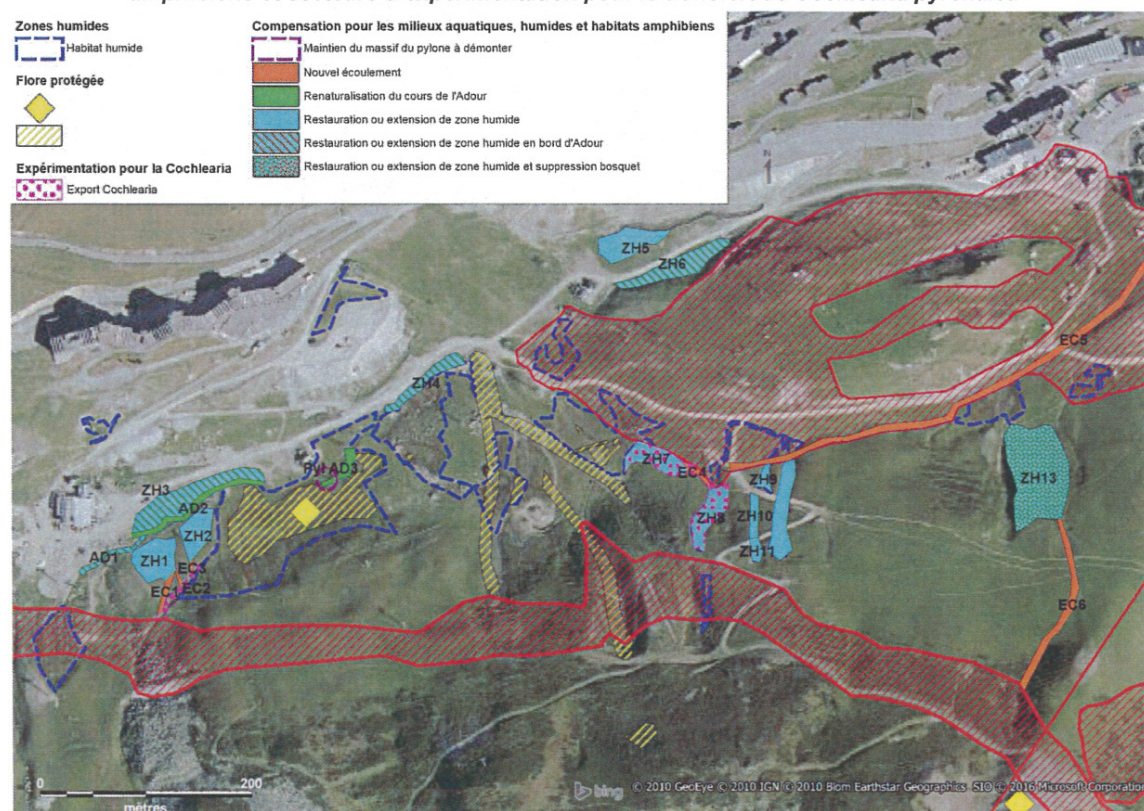 Zones humides
Habitat humide
Flore protégée
Expérimentation pour la Cochlearia
Export Cochlearia
Compensation pour les milieux aquatiques, humides et habitats amphibiens
Maintien du massif du pylone à démonter
Nouvel écoulement
Renaturalisation du cours de l'Adour
Restauration ou extension de zone humide
Restauration ou extension de zone humide en bord d'Adour
Restauration ou extension de zone humide et suppression bosquet
N
ZH5
ZH6
EC5
ZH4
Pyl AD3
ZH7
EC4
ZH9
ZH3
AD2
ZH2
ZH8
ZH10
ZH13
AD1
ZH1
EC3
ZH11
EC1
EC2
EC6
0
200
mètres
bing
© 2010 GeoEye © 2010 IGN © 2010 Blom Earthstar Geographics SIO © 2016 Microsoft Corporation